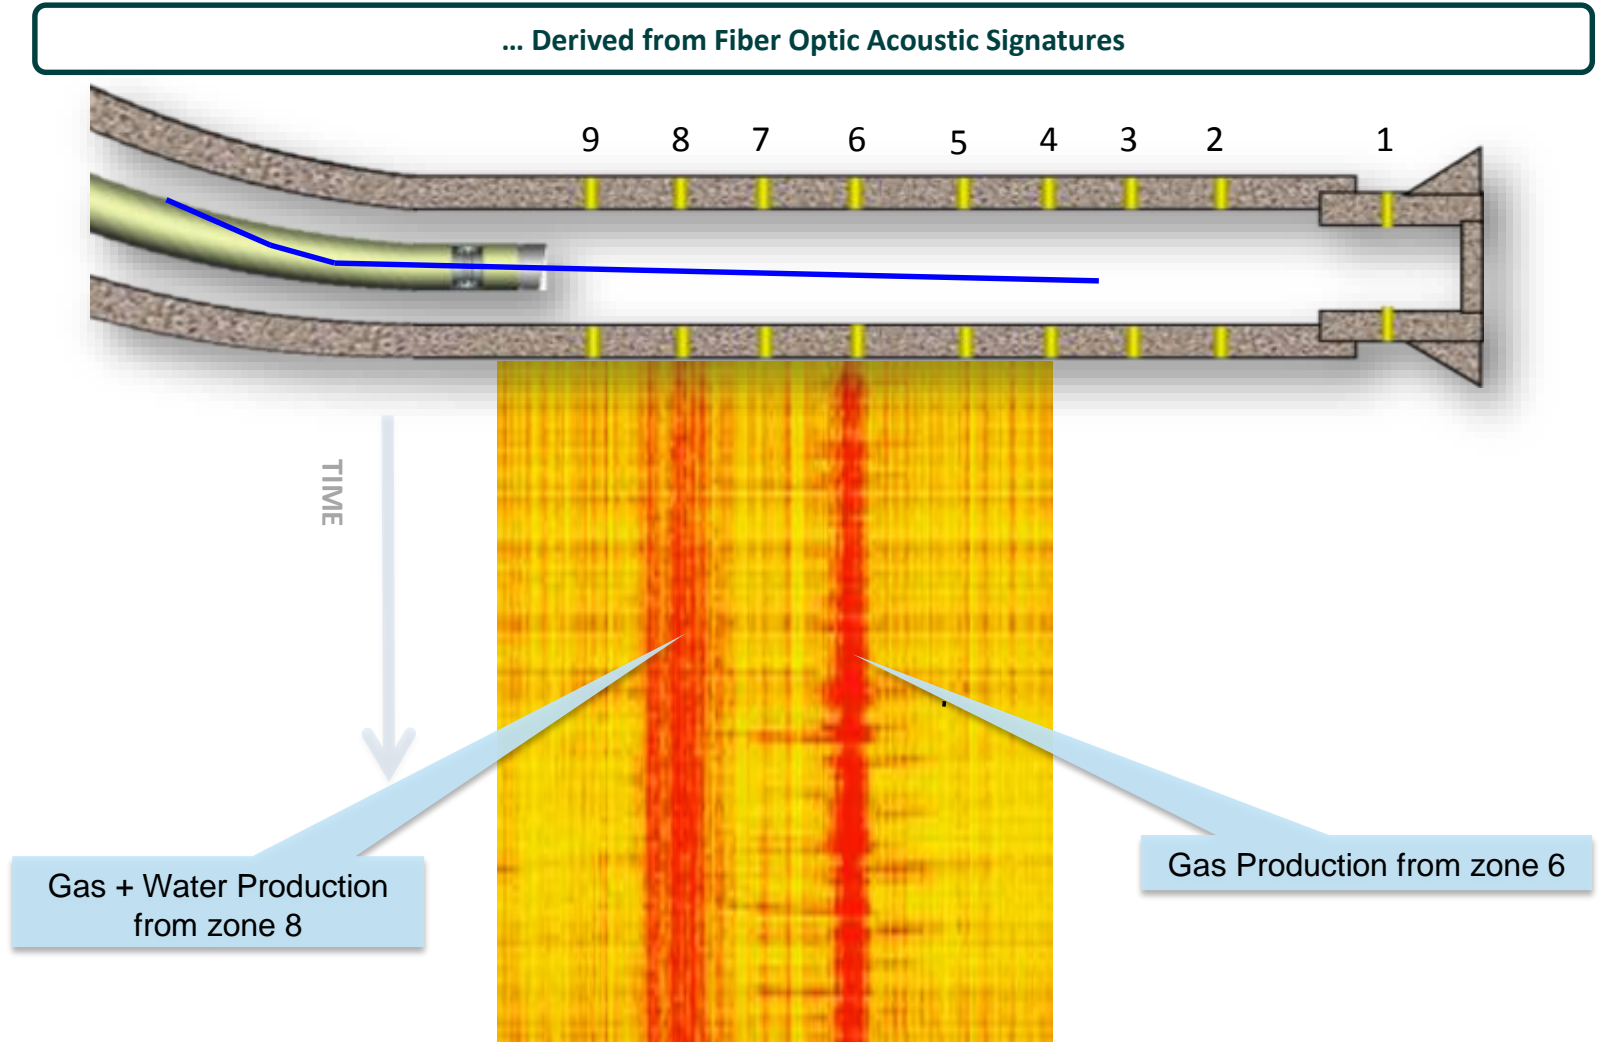 … Derived from Fiber Optic Acoustic Signatures
9 8 7 6 5 4 3 2 1
TIME
Gas + Water Production
from zone 8
Gas Production from zone 6